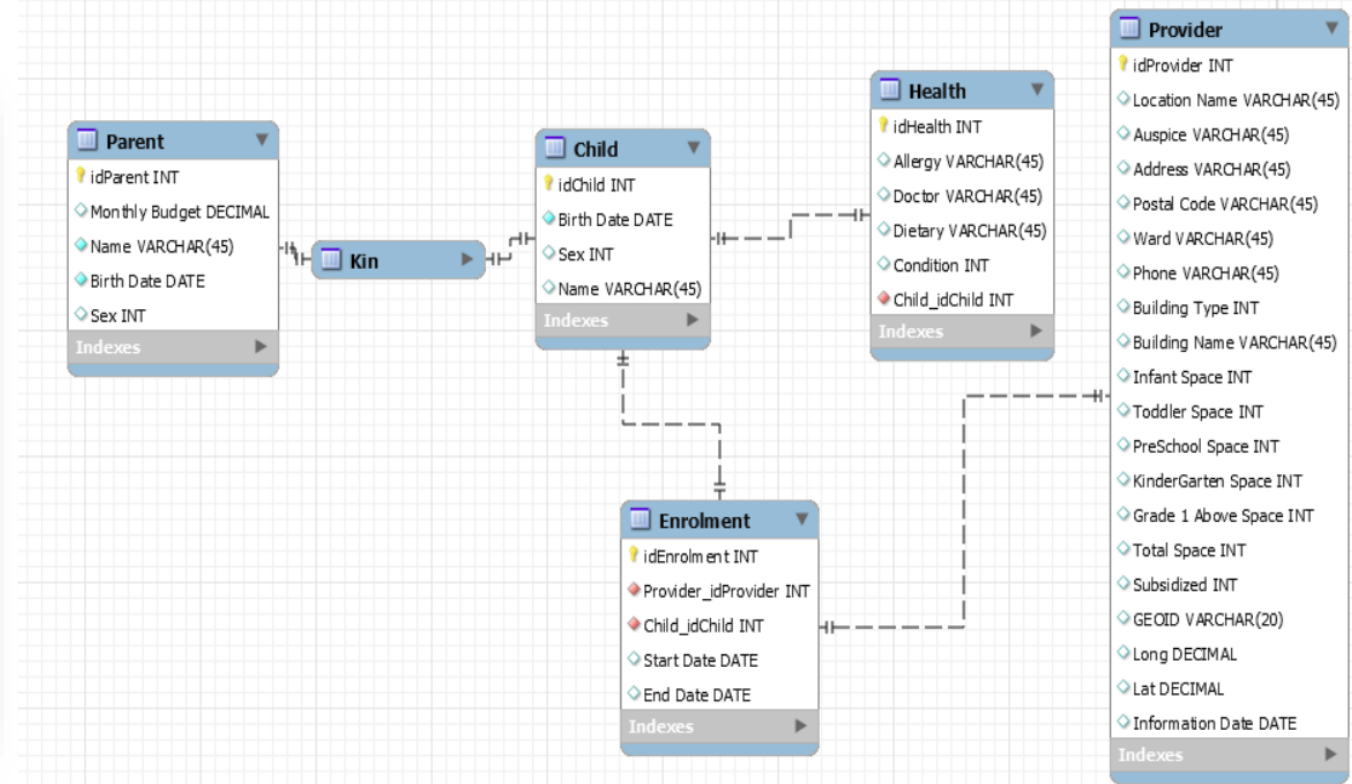 Parent
idParent INT
Monthly Budget DECIMAL
Name VARCHAR(45)
Birth Date DATE
Sex INT
Indexes
Kin
Child
idChild INT
Birth Date DATE
Sex INT
Name VARCHAR(45)
Indexes
Health
idHealth INT
Allergy VARCHAR(45)
Doctor VARCHAR(45)
Dietary VARCHAR(45)
Condition INT
Child_idChild INT
Indexes
Enrolment
idEnrolment INT
Provider_idProvider INT
Child_idChild INT
Start Date DATE
End Date DATE
Indexes
Provider
idProvider INT
Location Name VARCHAR(45)
Auspice VARCHAR(45)
Address VARCHAR(45)
Postal Code VARCHAR(45)
Ward VARCHAR(45)
Phone VARCHAR(45)
Building Type INT
Building Name VARCHAR(45)
Infant Space INT
Toddler Space INT
PreSchool Space INT
KinderGarten Space INT
Grade 1 Above Space INT
Total Space INT
Subsidized INT
GEOID VARCHAR(20)
Long DECIMAL
Lat DECIMAL
Information Date DATE
Indexes